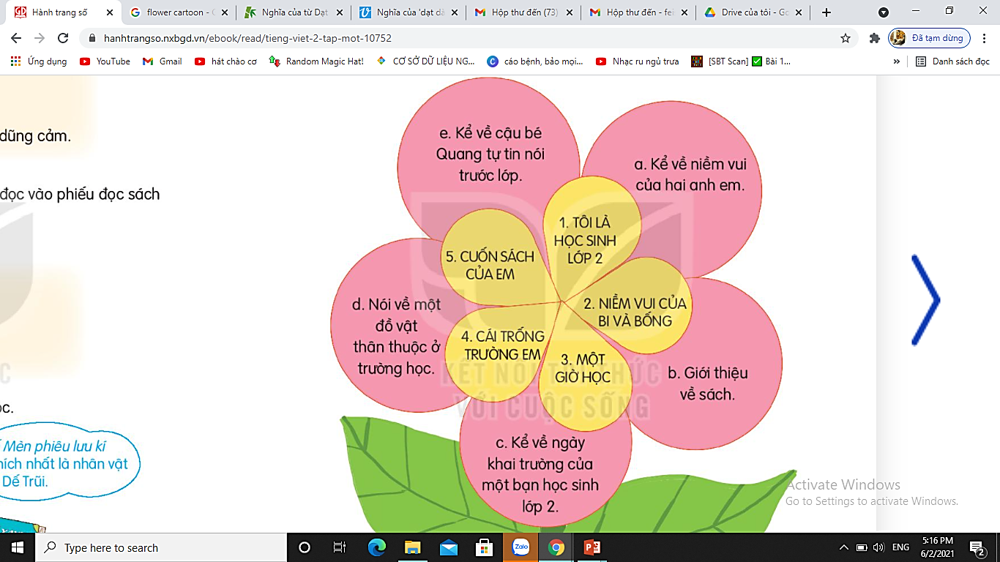 Hành trang số
flower cartoon - G
Nghĩa của từ Dạt
Nghĩa của 'dạt dà
Hộp thư đến (73)
Hộp thư đến - fei
Drive của tôi - Go
hanhtrangso.nxbgd.vn/ebook/read/tieng-viet-2-tap-mot-10752
Đã tạm dừng
Ứng dụng
YouTube
Gmail
hát chào cơ
Random Magic Hat!
CƠ SỞ DỮ LIỆU NG...
cáo bệnh, bảo mọi...
Nhạc ru ngủ trưa
[SBT Scan] ✅ Bài 1...
»
Danh sách đọc
dũng cảm.
đọc vào phiếu đọc sách
ọc.
Mèn phiêu lưu kí
hích nhất là nhân vật
Dế Trũi.
e. Kể về cậu bé
Quang tự tin nói
trước lớp.
a. Kể về niềm vui
của hai anh em.
1. TÔI LÀ
HỌC SINH
LỚP 2
5. CUỐN SÁCH
CỦA EM
2. NIỀM VUI CỦA
BI VÀ BỐNG
d. Nói về một
đồ vật
thân thuộc ở
trường học.
4. CÁI TRỐNG
TRƯỜNG EM
3. MỘT
GIỜ HỌC
b. Giới thiệu
về sách.
KẾT NỐI TRI THỨC
VỚI CUỘC SỐNG
c. Kể về ngày
khai trường của
một bạn học sinh
lớp 2.
Activate Windows
Go to Settings to activate Windows.
Type here to search
Zalo
ENG
5:16 PM
6/2/2021
2